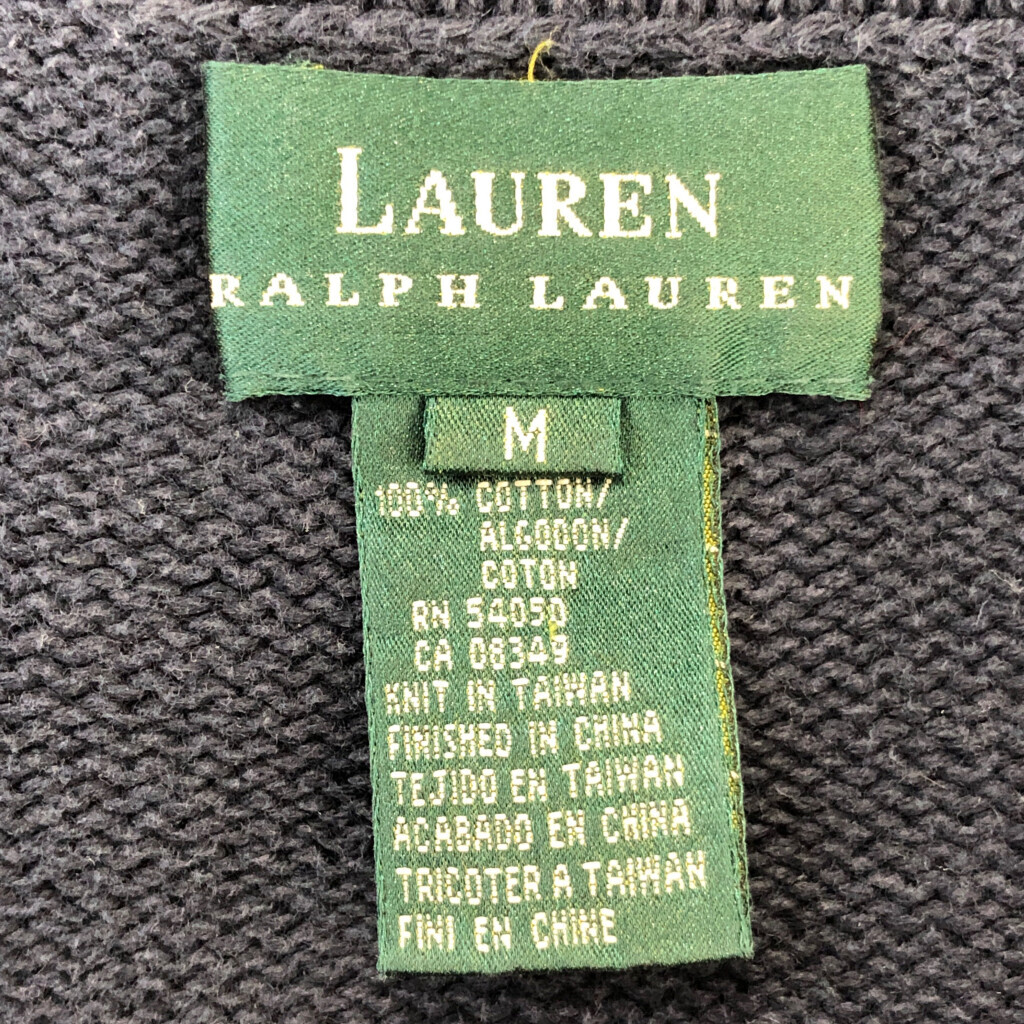 LAUREN
RALPH LAUREN
M
100% COTTON/
ALGODON/
COTON
RN 54050
CA 08349
KNIT IN TAIWAN
FINISHED IN CHINA
TEJIDO EN TAIWAN
ACABADO EN CHINA
TRICOTER A TAIWAN
FINI EN CHINE